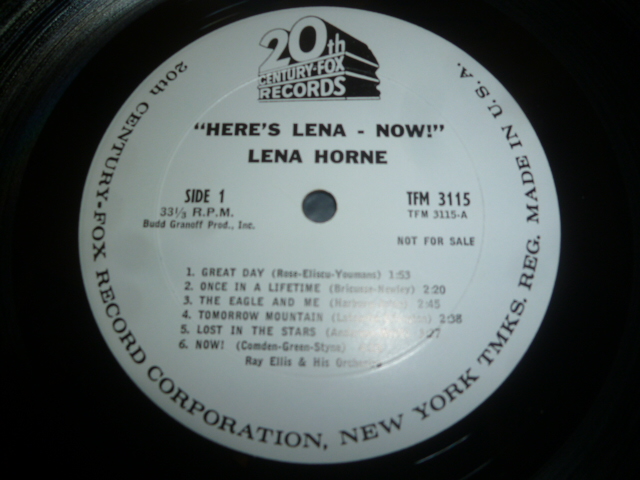 20th
CENTURY-FOX
RECORDS
"HERE'S LENA - NOW!"
LENA HORNE
SIDE 1
33⅓ R.P.M.
Budd Granoff Prod., Inc.
TFM 3115
TFM 3115-A
NOT FOR SALE
1. GREAT DAY (Rose-Eliscu-Youmans) 1:53
2. ONCE IN A LIFETIME (Bricusse-Newley) 2:20
3. THE EAGLE AND ME 2:45
4. TOMORROW MOUNTAIN 2:38
5. LOST IN THE STARS
6. NOW! (Comden-Green-Styne)
Ray Ellis & His
20th CENTURY-FOX RECORD CORPORATION, NEW YORK TMKS. REG. MADE IN U.S.A.